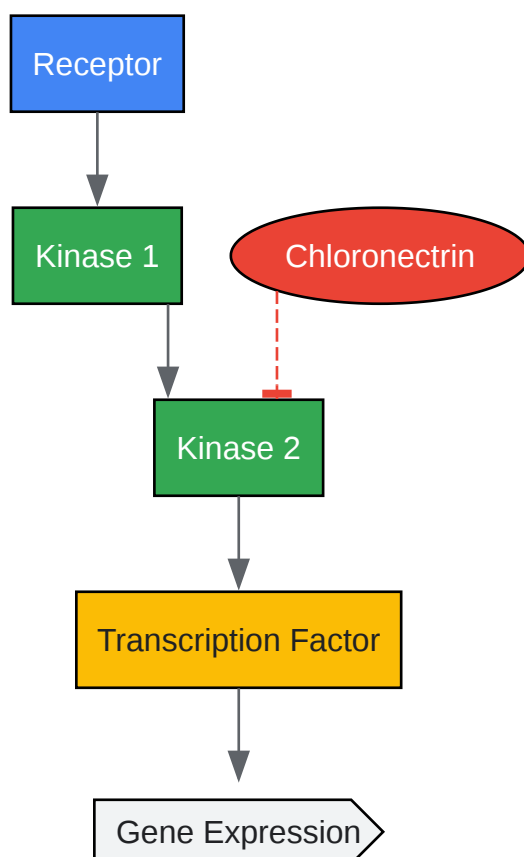 Receptor
Kinase 1
Chloronectrin
Kinase 2
Transcription Factor
Gene Expression